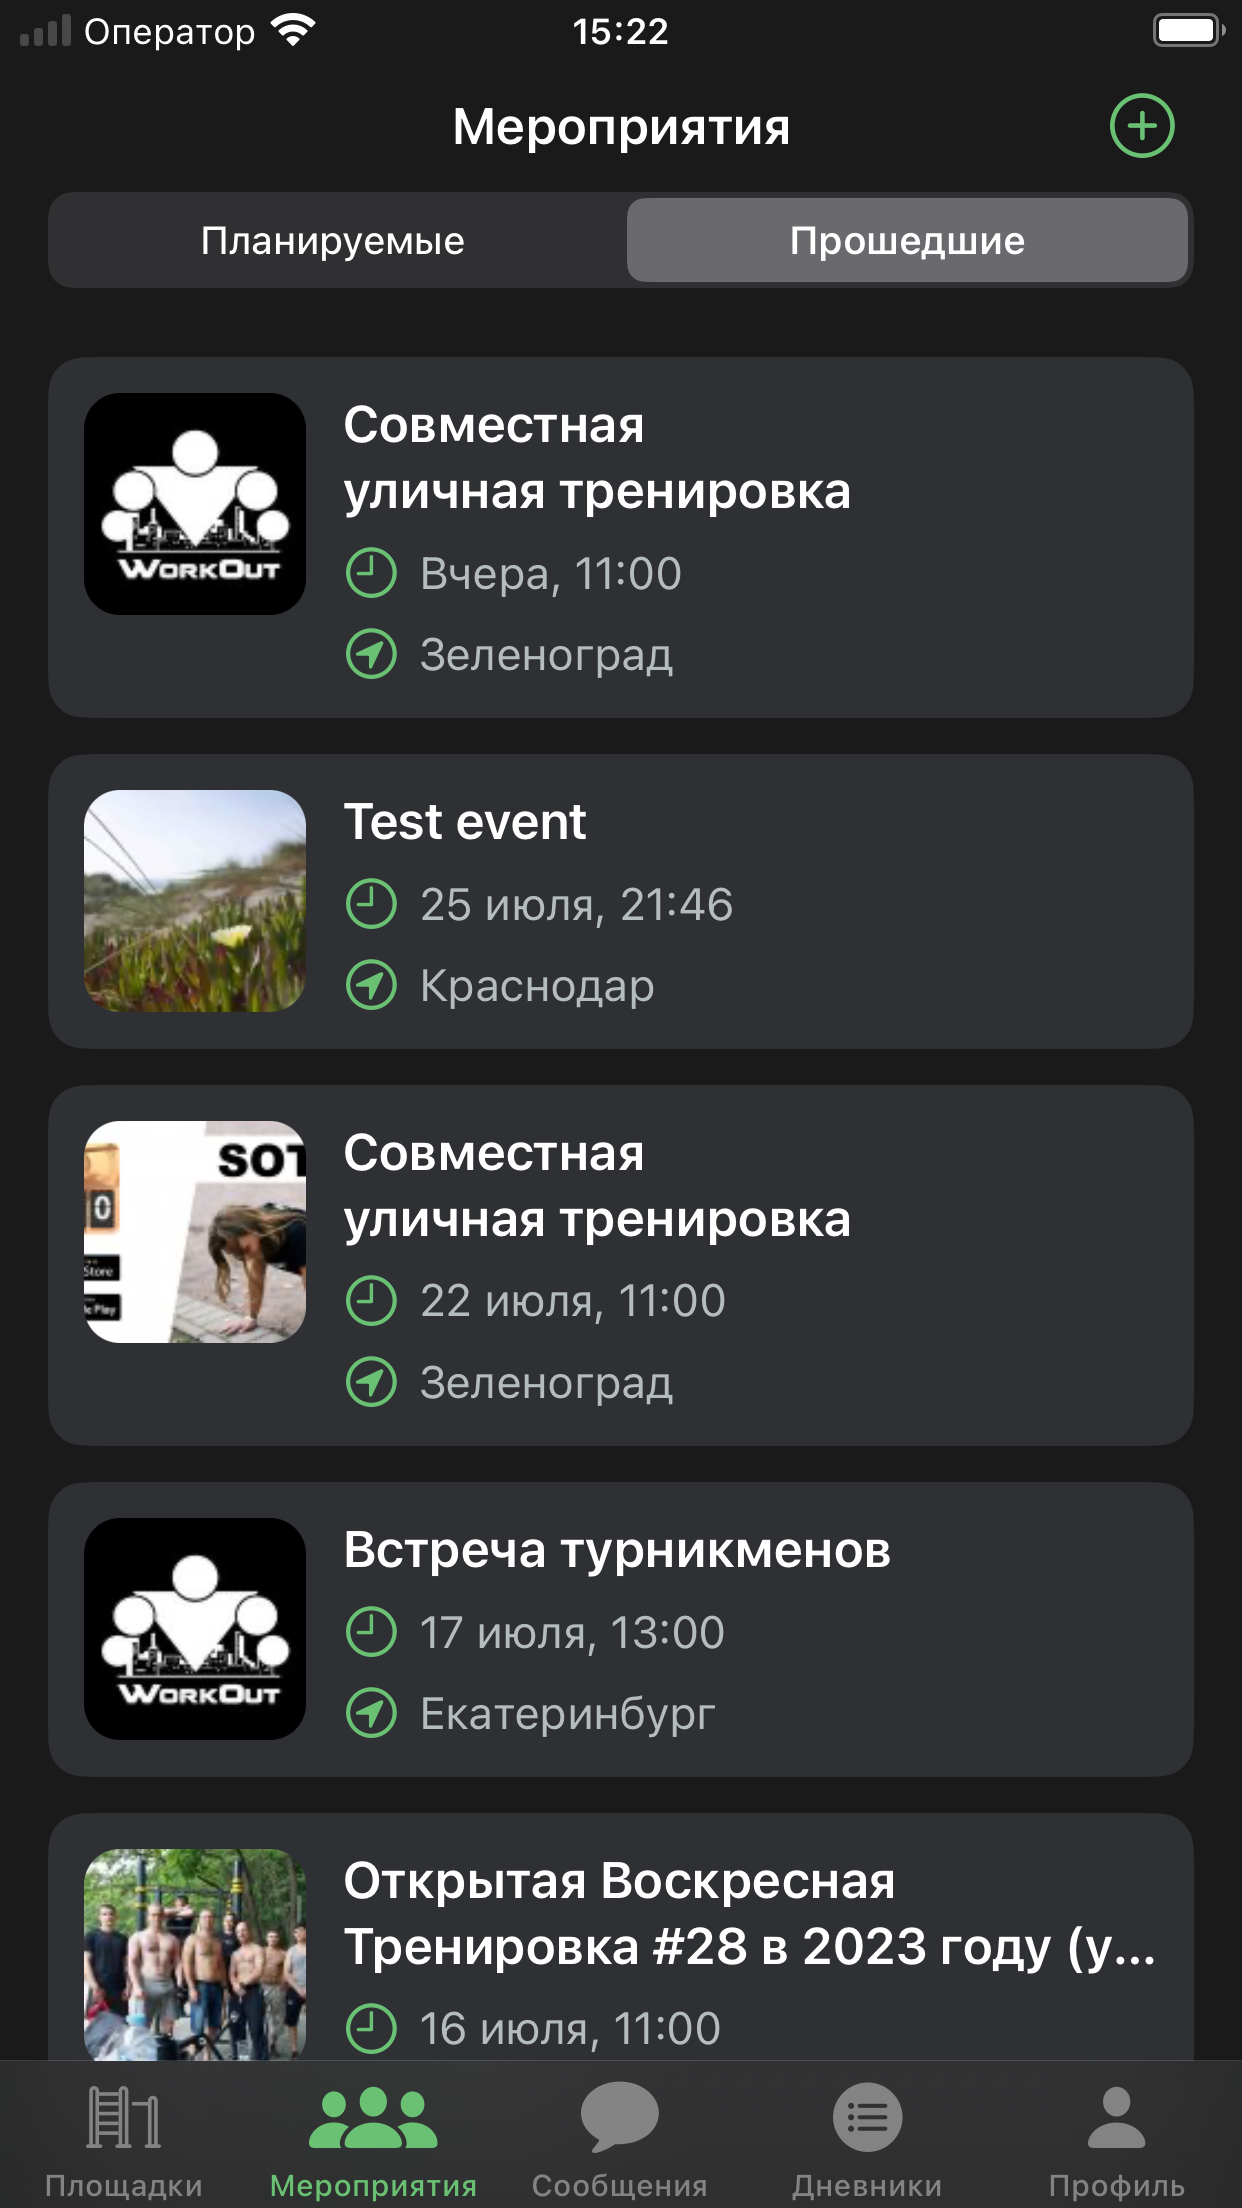 Оператор
15:22
Мероприятия
Планируемые
Прошедшие
WORKOUT
Совместная
уличная тренировка
Вчера, 11:00
Зеленоград
Test event
25 июля, 21:46
Краснодар
SOT
0
Store
le Play
Совместная
уличная тренировка
22 июля, 11:00
Зеленоград
WORKOUT
Встреча турникменов
17 июля, 13:00
Екатеринбург
Открытая Воскресная
Тренировка #28 в 2023 году (у...
16 июля, 11:00
Площадки
Мероприятия
Сообщения
Дневники
Профиль